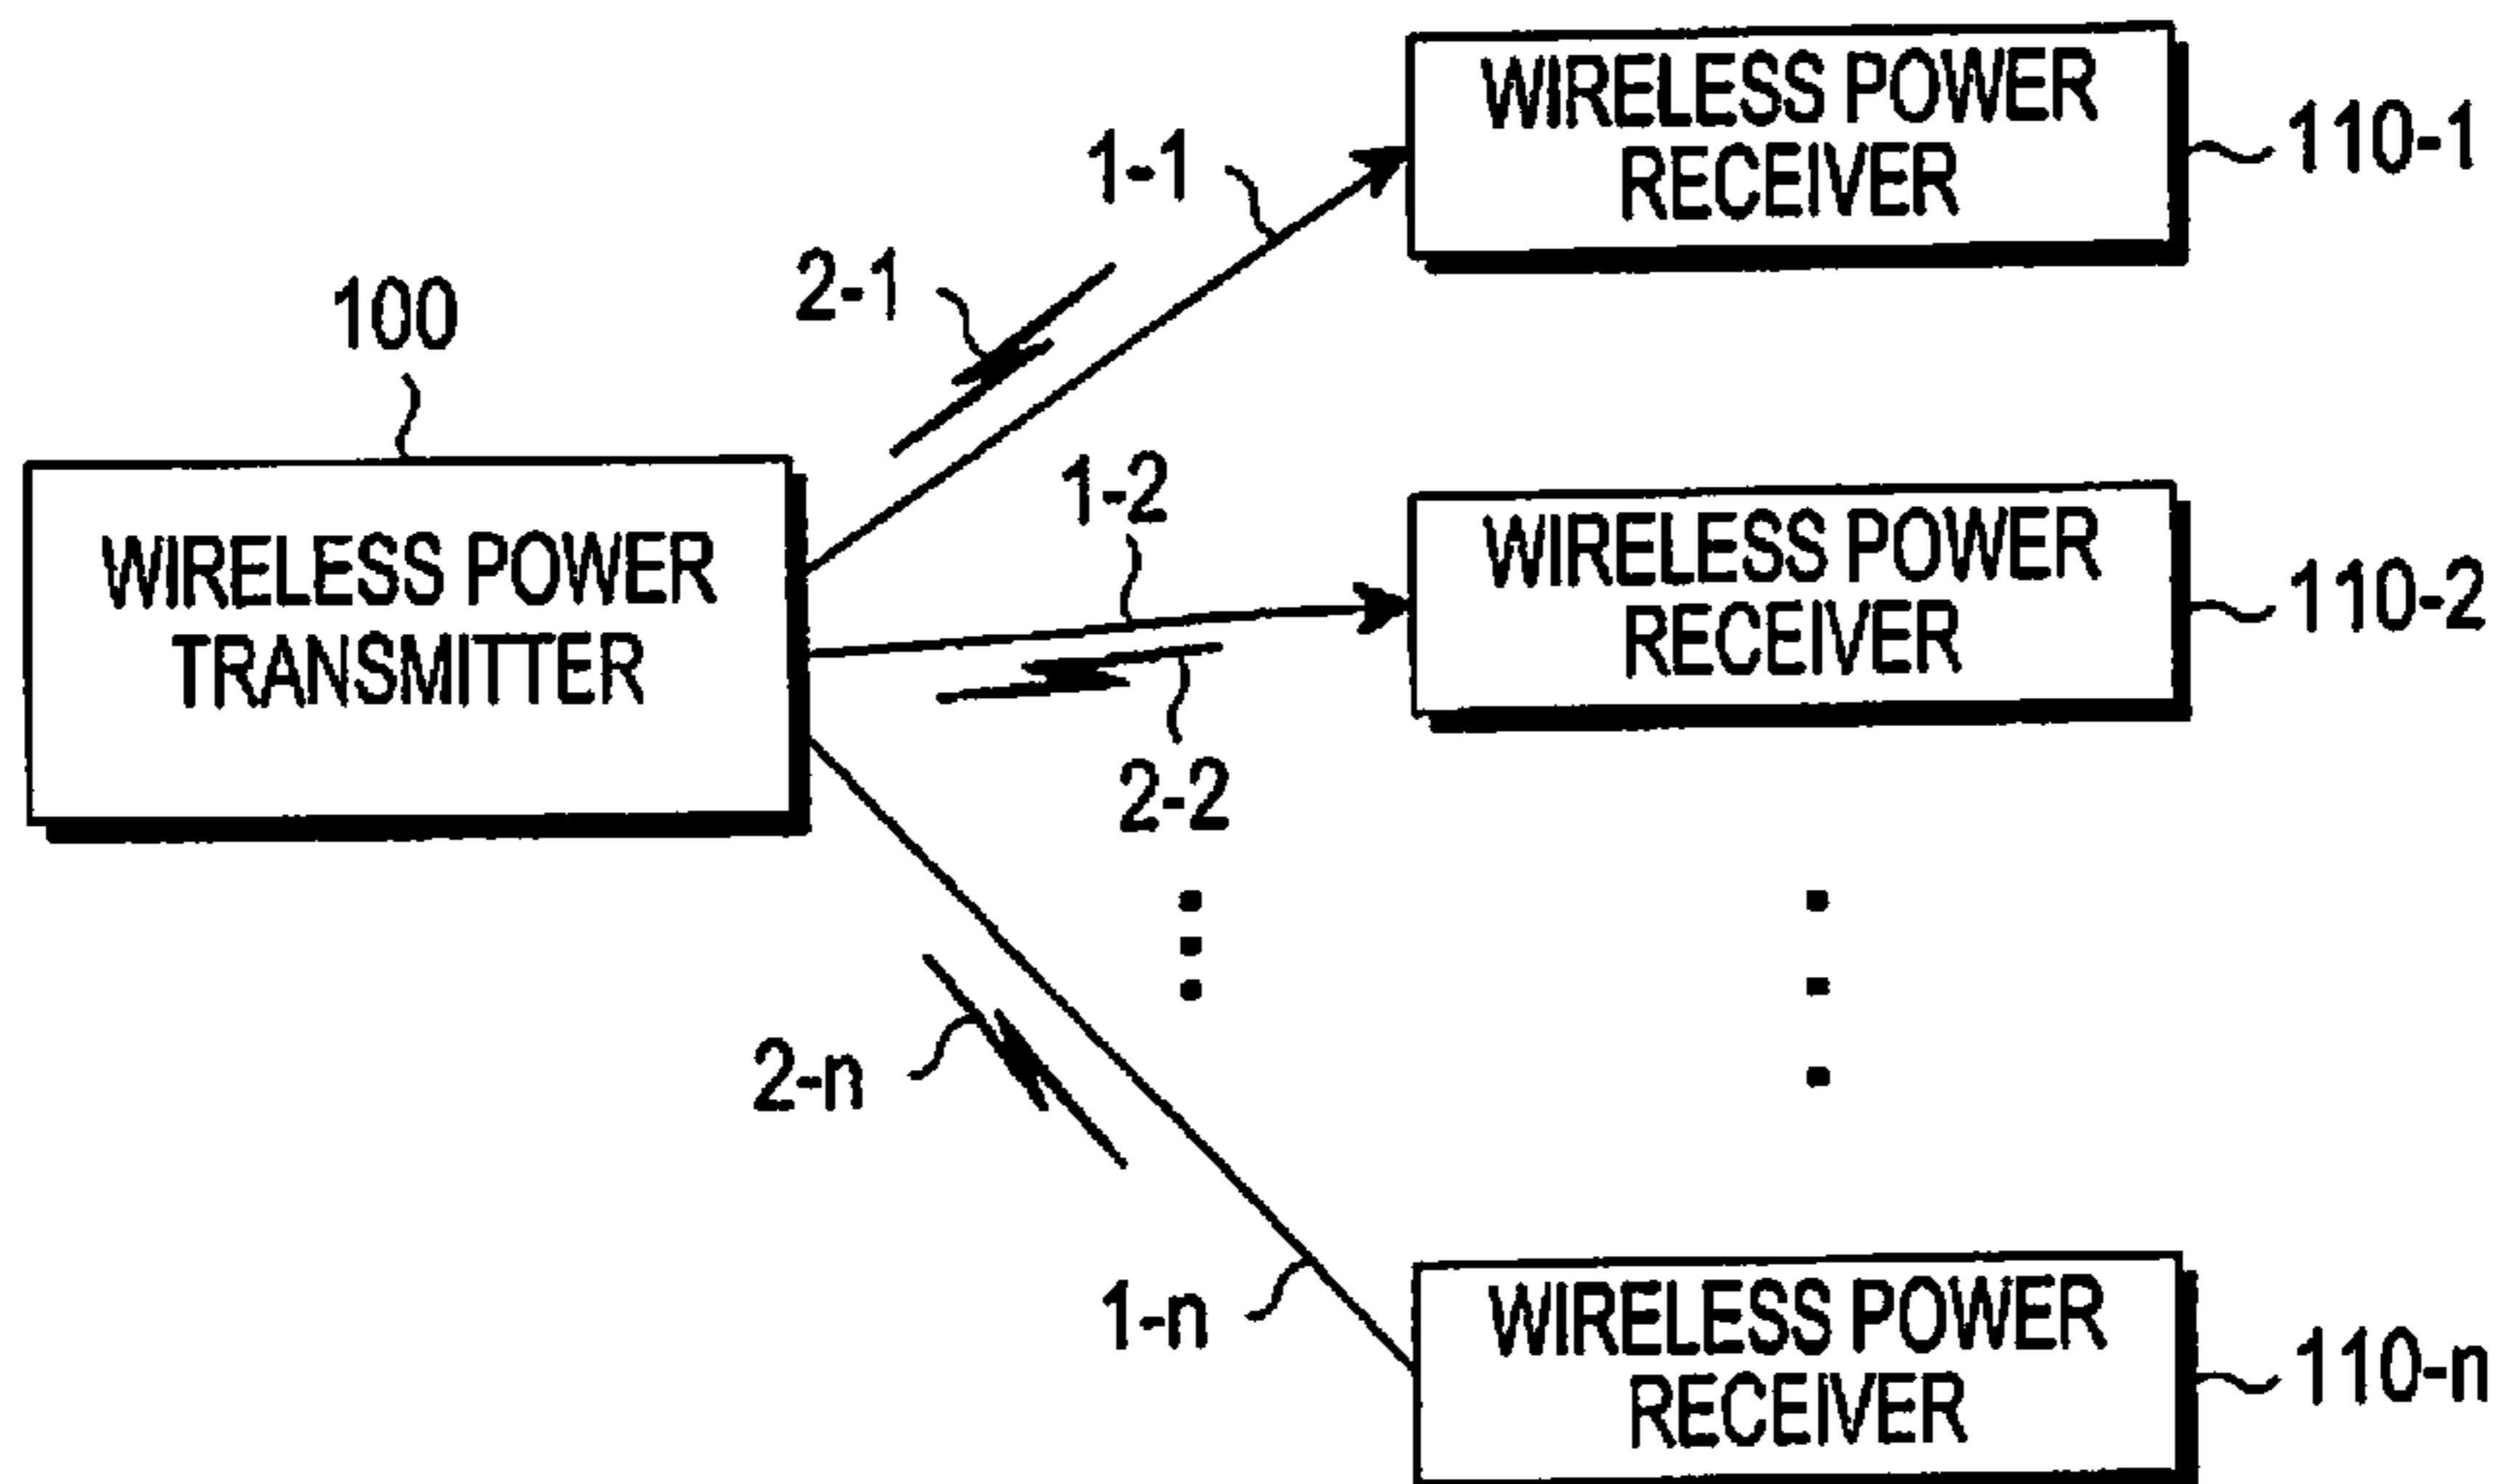 100
WIRELESS POWER
TRANSMITTER
2-1
1-1
WIRELESS POWER
RECEIVER
110-1
1-2
2-2
WIRELESS POWER
RECEIVER
110-2
2-n
1-n
WIRELESS POWER
RECEIVER
110-n